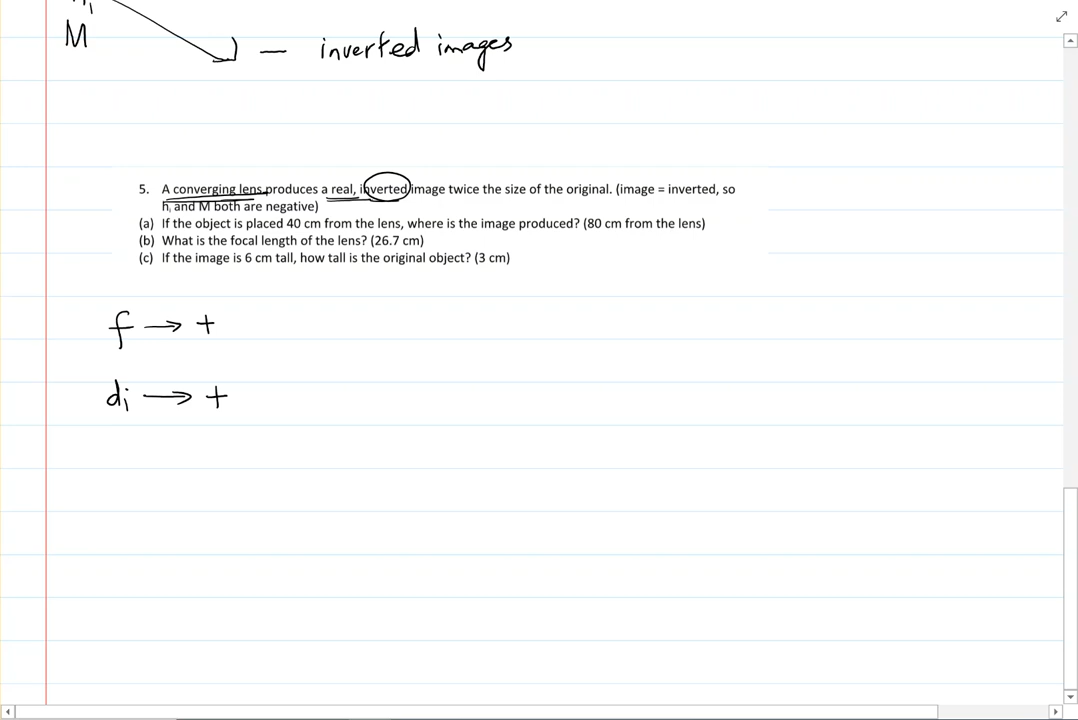 M
— inverted images
5. A converging lens produces a real, inverted image twice the size of the original. (image = inverted, so
hi and M both are negative)
(a) If the object is placed 40 cm from the lens, where is the image produced? (80 cm from the lens)
(b) What is the focal length of the lens? (26.7 cm)
(c) If the image is 6 cm tall, how tall is the original object? (3 cm)
f → +
di → +